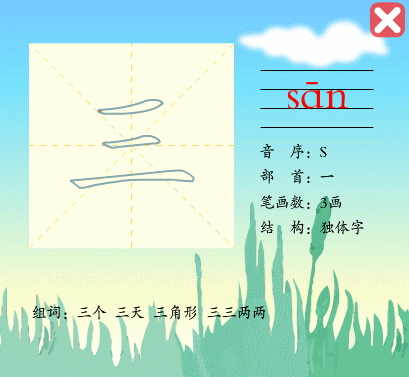 三
sān
音 序：S
部 首：一
笔画数：3画
结 构：独体字
组词：三个 三天 三角形 三三两两